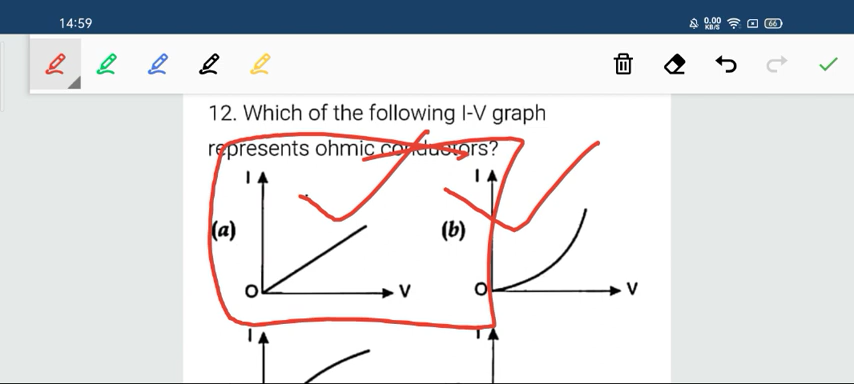 14:59
0.00
KB/S
66
12. Which of the following I-V graph
represents ohmic conductors?
I I
(a) (b)
O V O V
I I